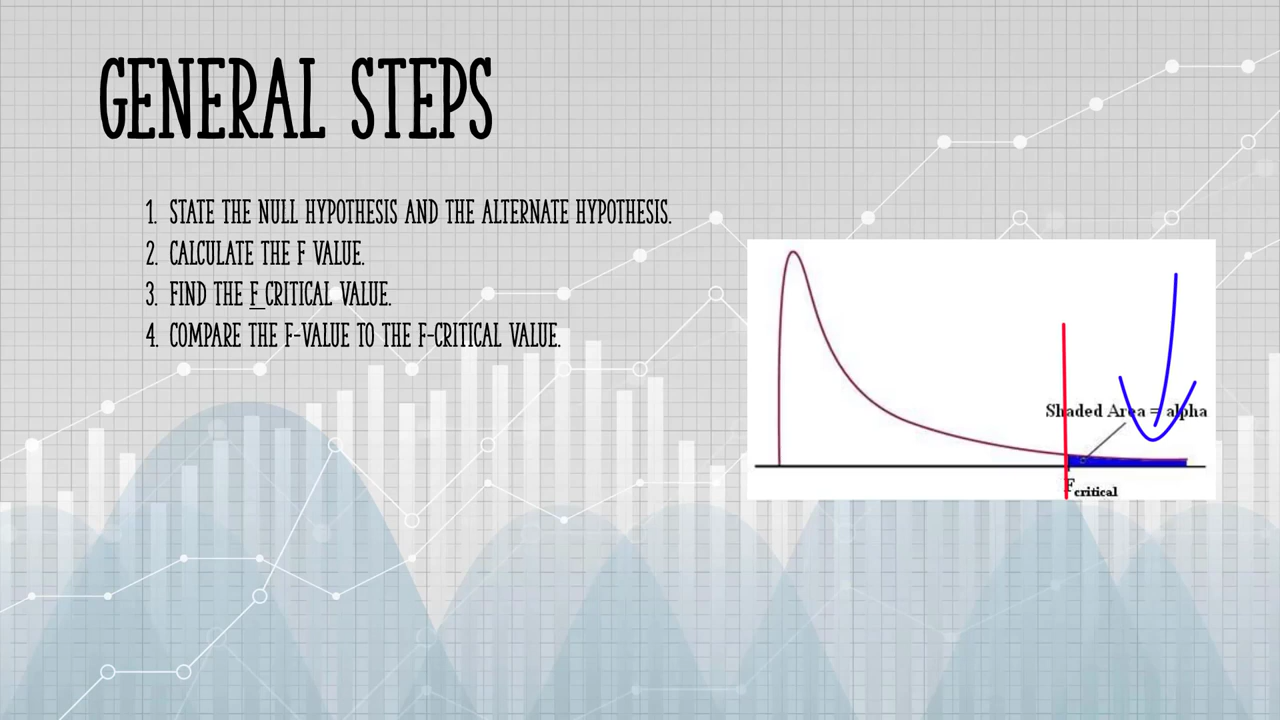 GENERAL STEPS
1. STATE THE NULL HYPOTHESIS AND THE ALTERNATE HYPOTHESIS.
2. CALCULATE THE F VALUE.
3. FIND THE F CRITICAL VALUE.
4. COMPARE THE F-VALUE TO THE F-CRITICAL VALUE.
Shaded Area = alpha
Fcritical